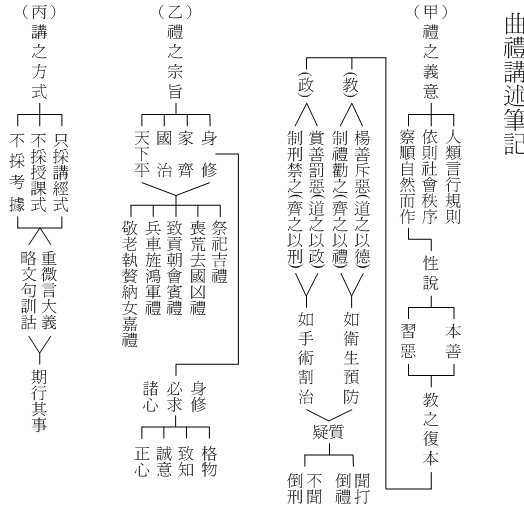 曲禮講述筆記
（甲）禮之義意
人類言行規則
依則社會秩序
察順自然而作
性說
本善
習惡
教之復本
（教）
楊善斥惡(道之以德)
制禮勸之(齊之以禮)
如衛生預防
（政）
賞善罰惡(道之以政)
制刑禁之(齊之以刑)
如手術割治
疑質
聞打
倒禮
不聞
倒刑
（乙）禮之宗旨
身修
家齊
國治
天下平
祭祀吉禮
喪荒去國凶禮
致貢朝會賓禮
兵車旌鴻軍禮
敬老執贄納女嘉禮
身修
必求
諸心
格物
致知
誠意
正心
（丙）講之方式
只採講經式
不採授課式
不採考據
重微言大義
略文句訓詁
期行其事